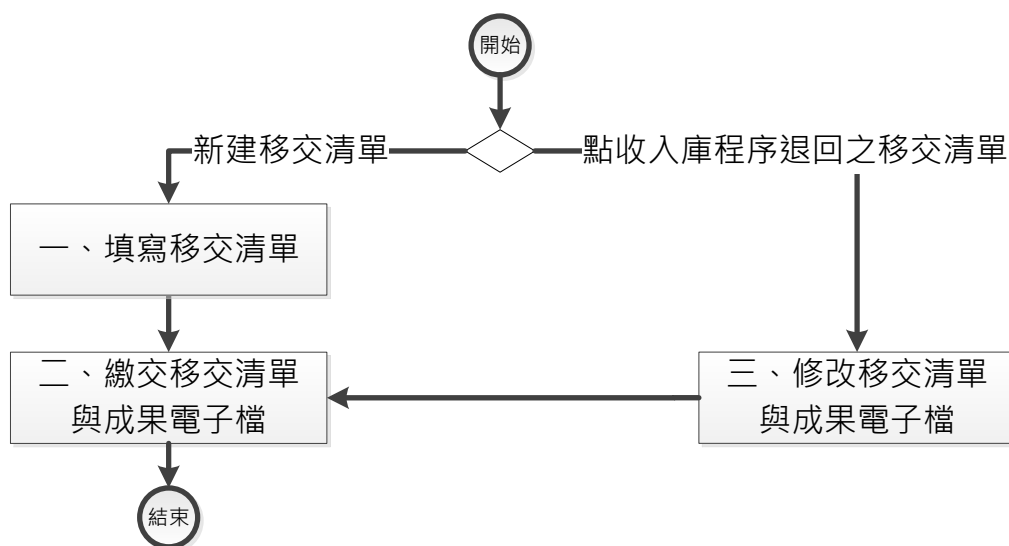 開始
新建移交清單
點收入庫程序退回之移交清單
一、填寫移交清單
二、繳交移交清單
與成果電子檔
三、修改移交清單
與成果電子檔
結束